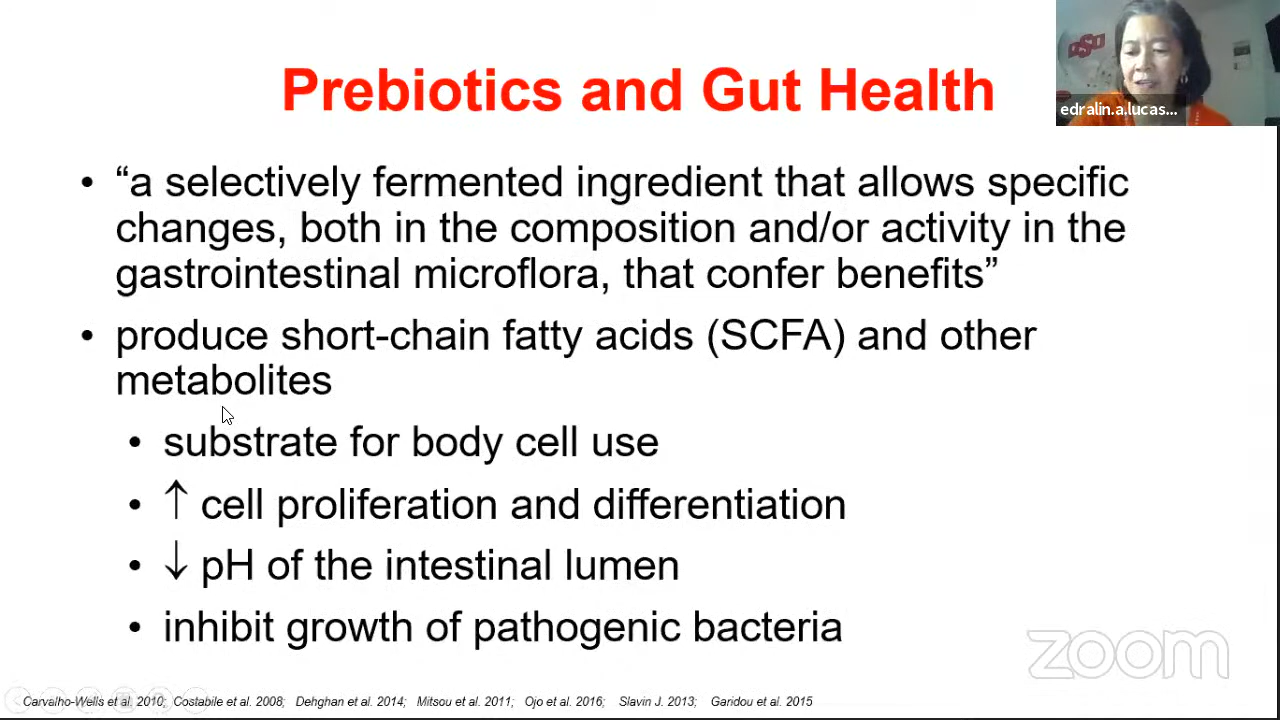 Prebiotics and Gut Health
OSU
edralin.a.lucas...
• “a selectively fermented ingredient that allows specific
changes, both in the composition and/or activity in the
gastrointestinal microflora, that confer benefits”
• produce short-chain fatty acids (SCFA) and other
metabolites
• substrate for body cell use
• ↑ cell proliferation and differentiation
• ↓ pH of the intestinal lumen
• inhibit growth of pathogenic bacteria
zoom
Carvalho-Wells et al. 2010; Costabile et al. 2008; Dehghan et al. 2014; Mitsou et al. 2011; Ojo et al. 2016; Slavin J. 2013; Garidou et al. 2015